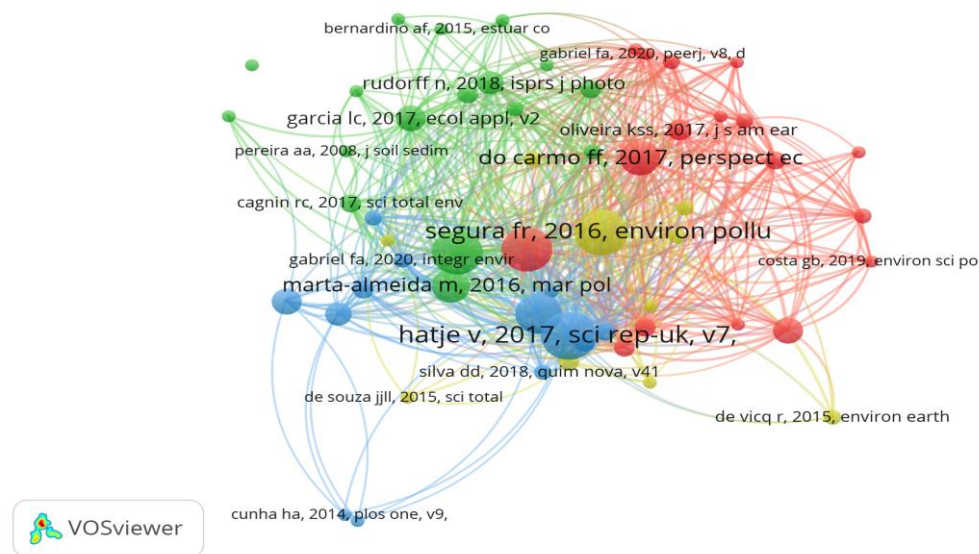 bernardino af, 2015, estuar co
gabriel fa, 2020, peerj, v8, d
rudorff n, 2018, isprs j photo
garcia lc, 2017, ecol appl, v2
oliveira kss, 2017, j s am ear
pereira aa, 2008, j soil sedim
do carmo ff, 2017, perspect ec
cagnin rc, 2017, sci total env
segura fr, 2016, environ pollu
gabriel fa, 2020, integr envir
costa gb, 2019, environ sci po
marta-almeida m, 2016, mar pol
hatje v, 2017, sci rep-uk, v7,
silva dd, 2018, quim nova, v41
de souza jjll, 2015, sci total
de vicq r, 2015, environ earth
cunha ha, 2014, plos one, v9,
VOSviewer